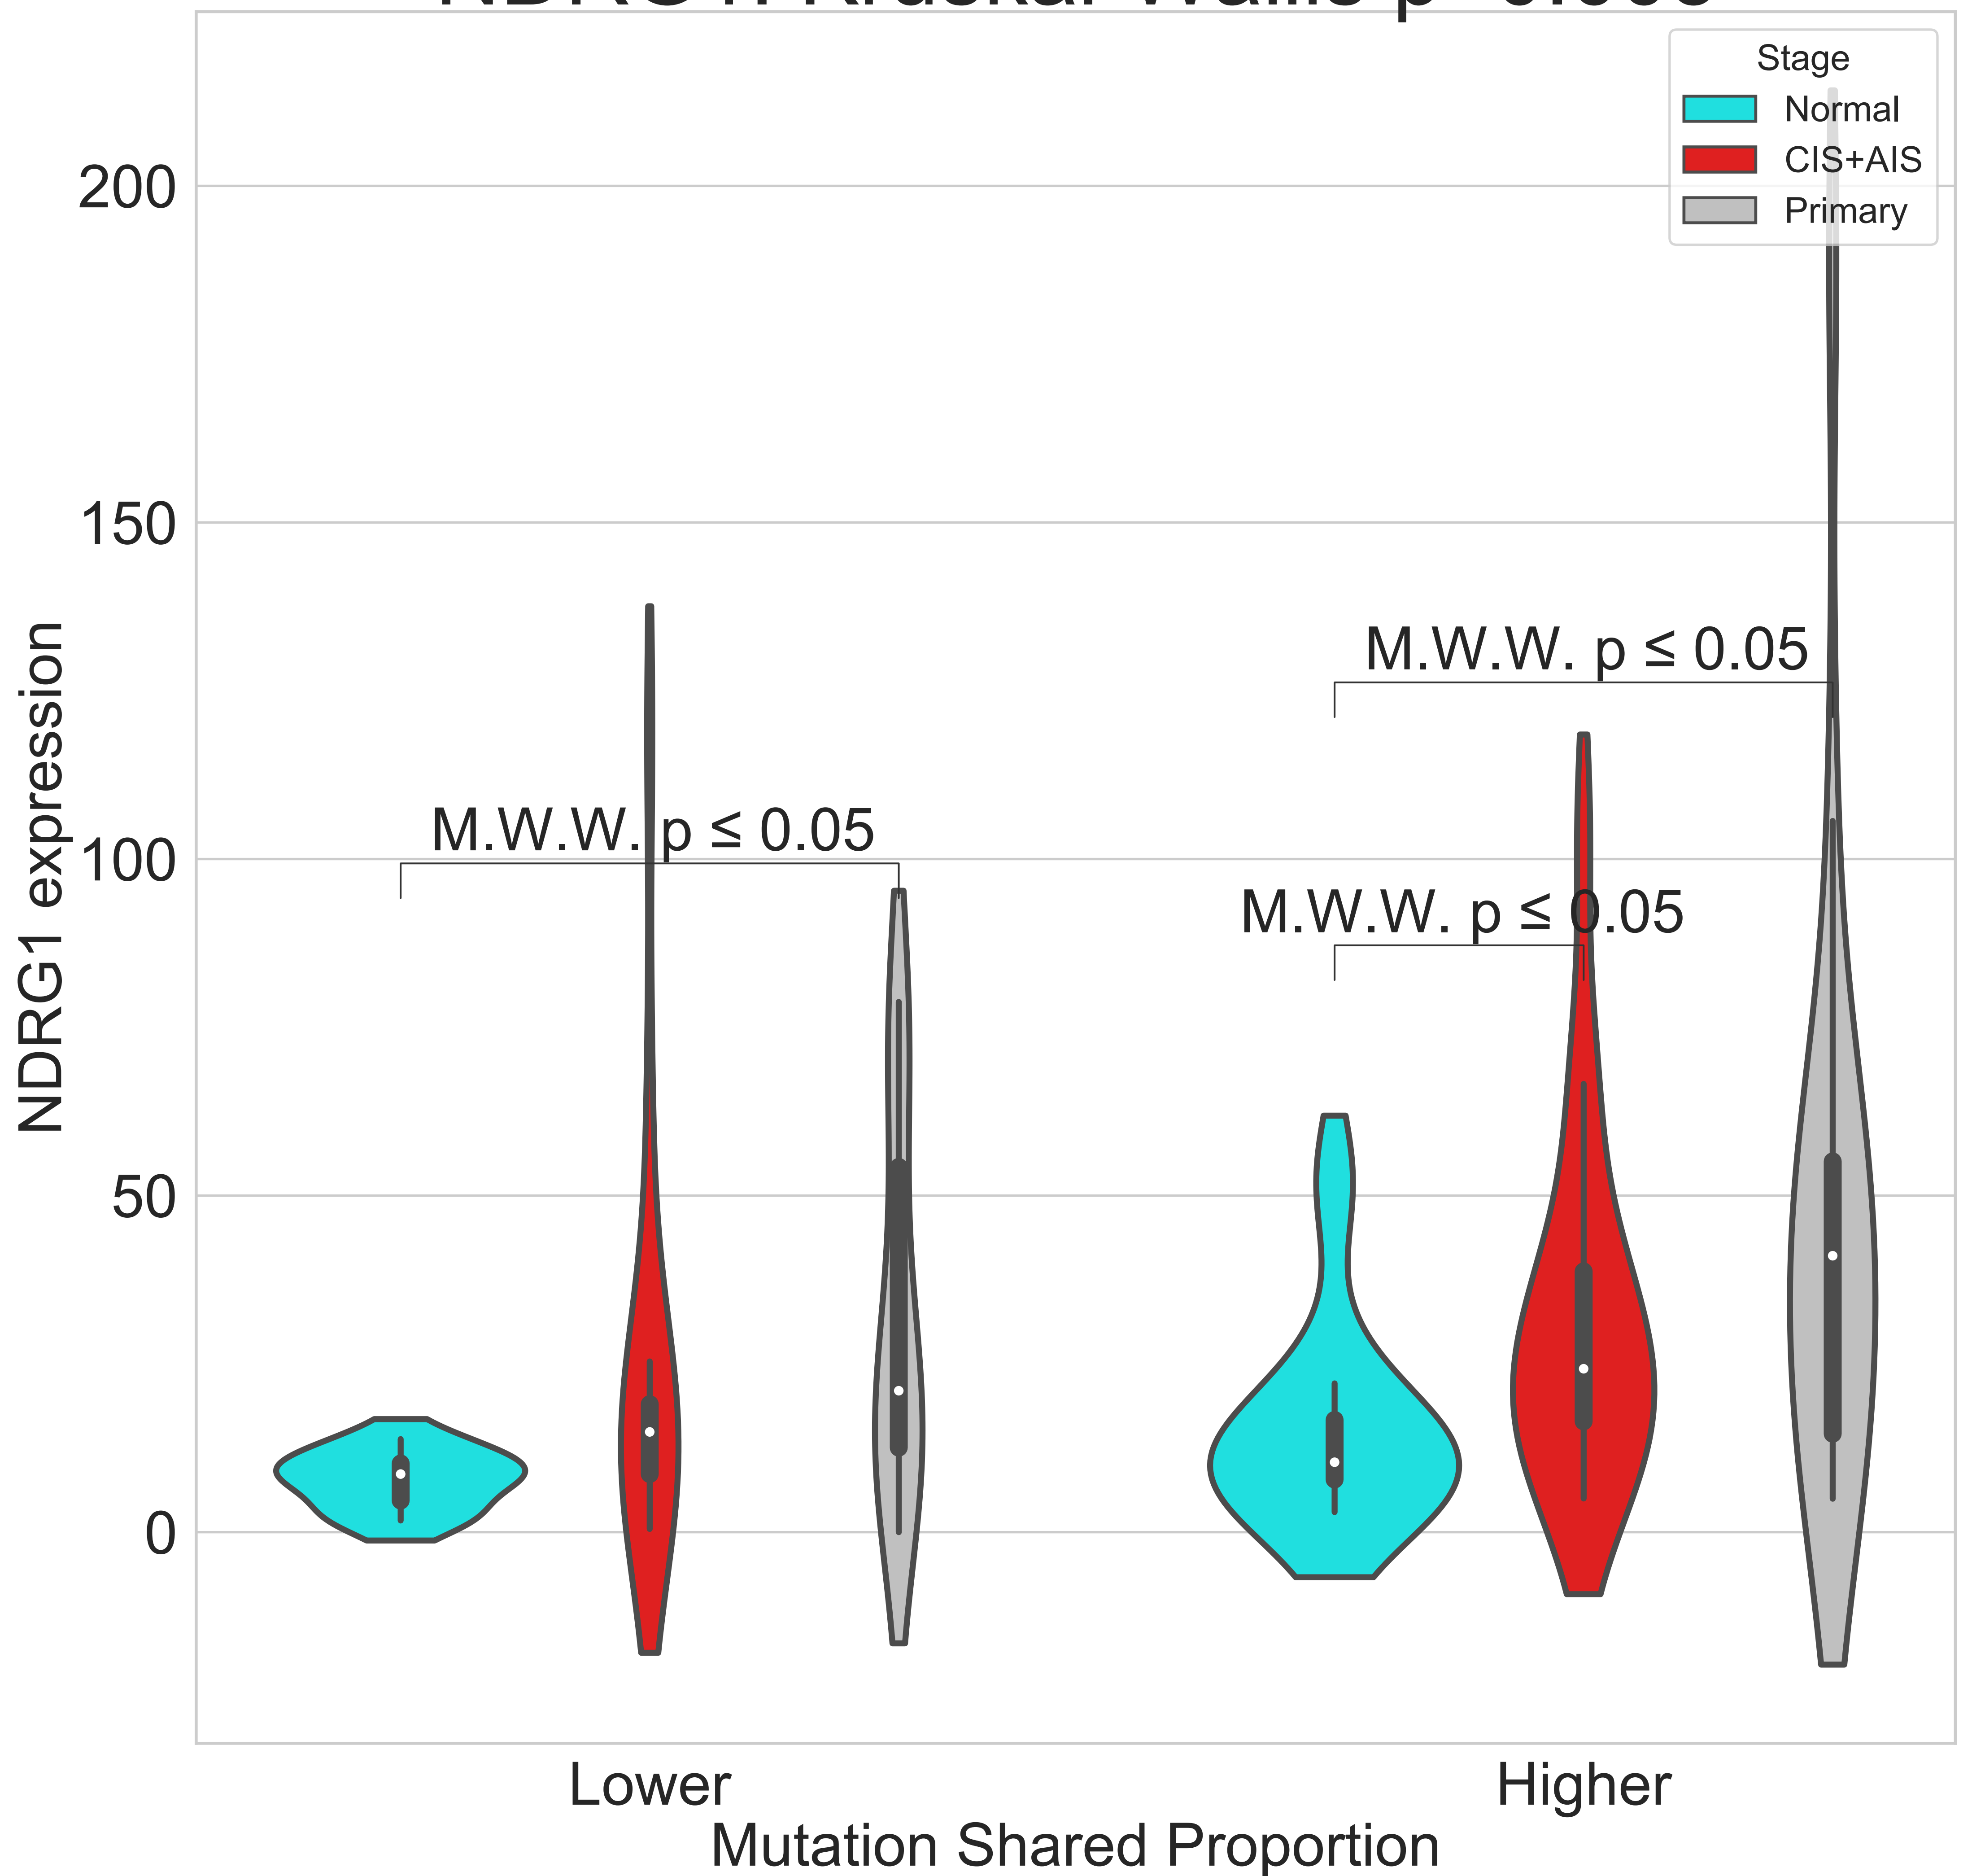 Stage
Normal
CIS+AIS
Primary
200
150
100
50
0
NDRG1 expression
M.W.W. p ≤ 0.05
M.W.W. p ≤ 0.05
M.W.W. p ≤ 0.05
Lower
Higher
Mutation Shared Proportion